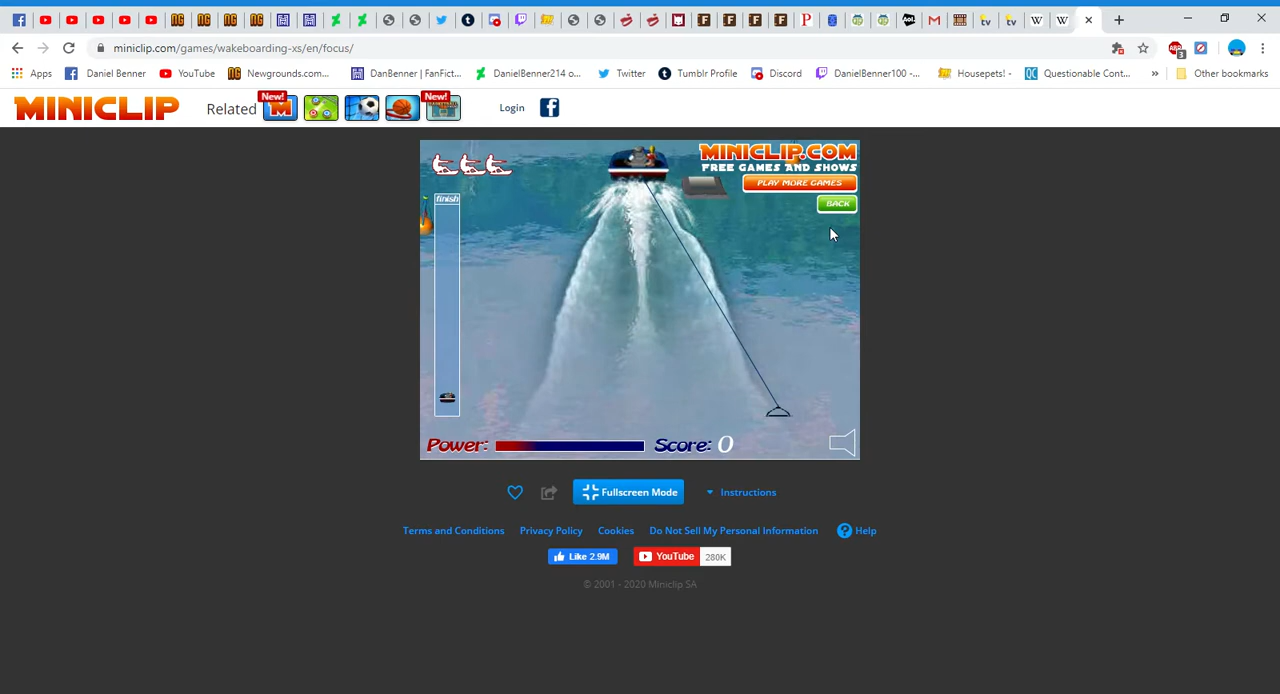 miniclip.com/games/wakeboarding-xs/en/focus/
Apps Daniel Benner YouTube Newgrounds.com... DanBenner | FanFict... DanielBenner214 o... Twitter Tumblr Profile Discord DanielBenner100 -... Housepets! - Questionable Cont... » Other bookmarks
MINICLIP Related New! New! Login
MINICLIP.COM
FREE GAMES AND SHOWS
PLAY MORE GAMES
BACK
finish
Power: Score: 0
Fullscreen Mode Instructions
Terms and Conditions Privacy Policy Cookies Do Not Sell My Personal Information Help
Like 2.9M YouTube 280K
© 2001 - 2020 Miniclip SA